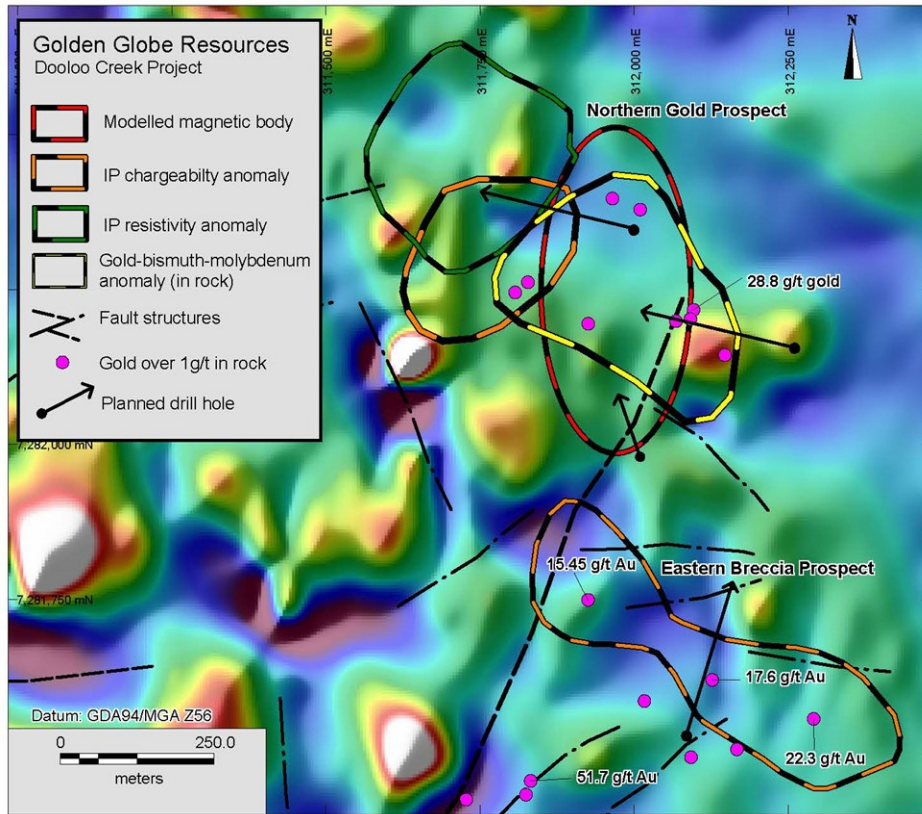 Golden Globe Resources
Dooloo Creek Project
Modelled magnetic body
IP chargeabilty anomaly
IP resistivity anomaly
Gold-bismuth-molybdenum
anomaly (in rock)
Fault structures
Gold over 1g/t in rock
Planned drill hole
311,500 mE
311,750 mE
312,000 mE
312,250 mE
N
Northern Gold Prospect
28.8 g/t gold
7,282,000 mN
15.45 g/t Au
Eastern Breccia Prospect
7,281,750 mN
17.6 g/t Au
Datum: GDA94/MGA Z56
0 250.0
meters
51.7 g/t Au
22.3 g/t Au